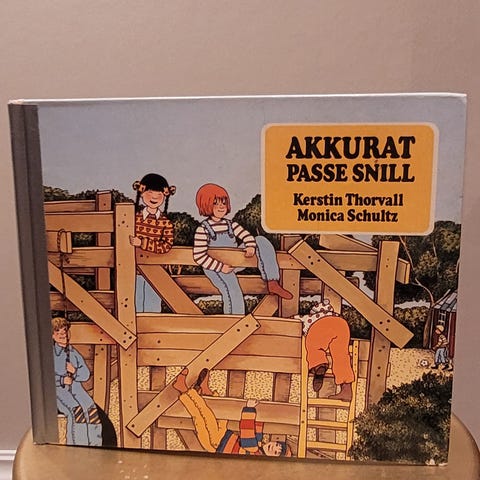 AKKURAT
PASSE SNILL
Kerstin Thorvall
Monica Schultz